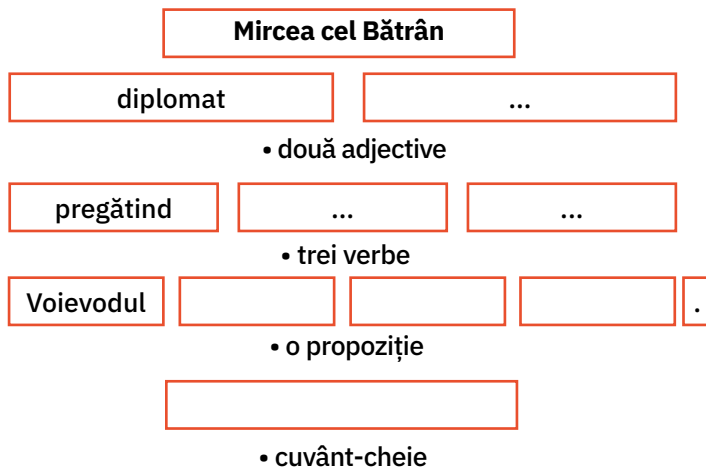 Mircea cel Bătrân
diplomat ...
• două adjective
pregătind ... ...
• trei verbe
Voievodul .
• o propoziție
• cuvânt-cheie